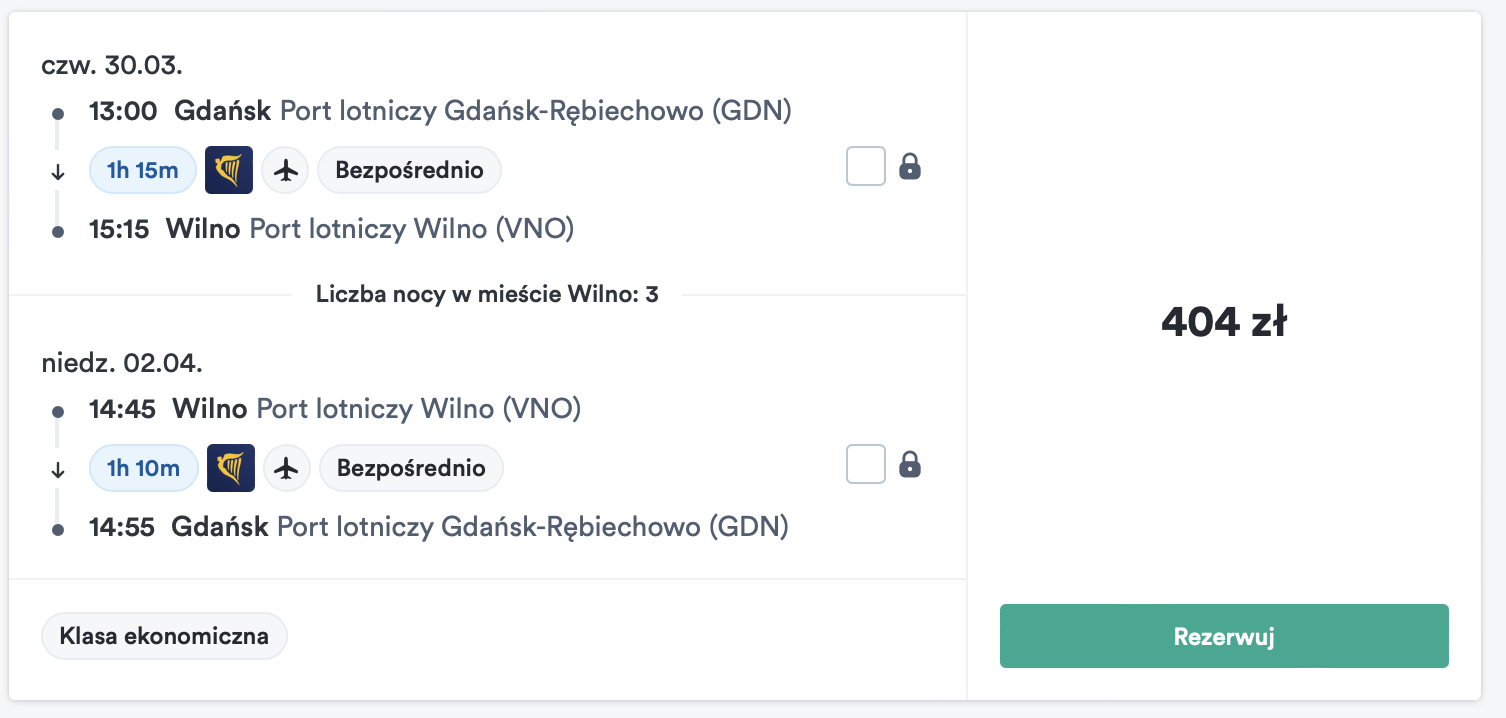 czw. 30.03.
13:00 Gdańsk Port lotniczy Gdańsk-Rębiechowo (GDN)
1h 15m Bezpośrednio
15:15 Wilno Port lotniczy Wilno (VNO)
Liczba nocy w mieście Wilno: 3
404 zł
niedz. 02.04.
14:45 Wilno Port lotniczy Wilno (VNO)
1h 10m Bezpośrednio
14:55 Gdańsk Port lotniczy Gdańsk-Rębiechowo (GDN)
Klasa ekonomiczna
Rezerwuj